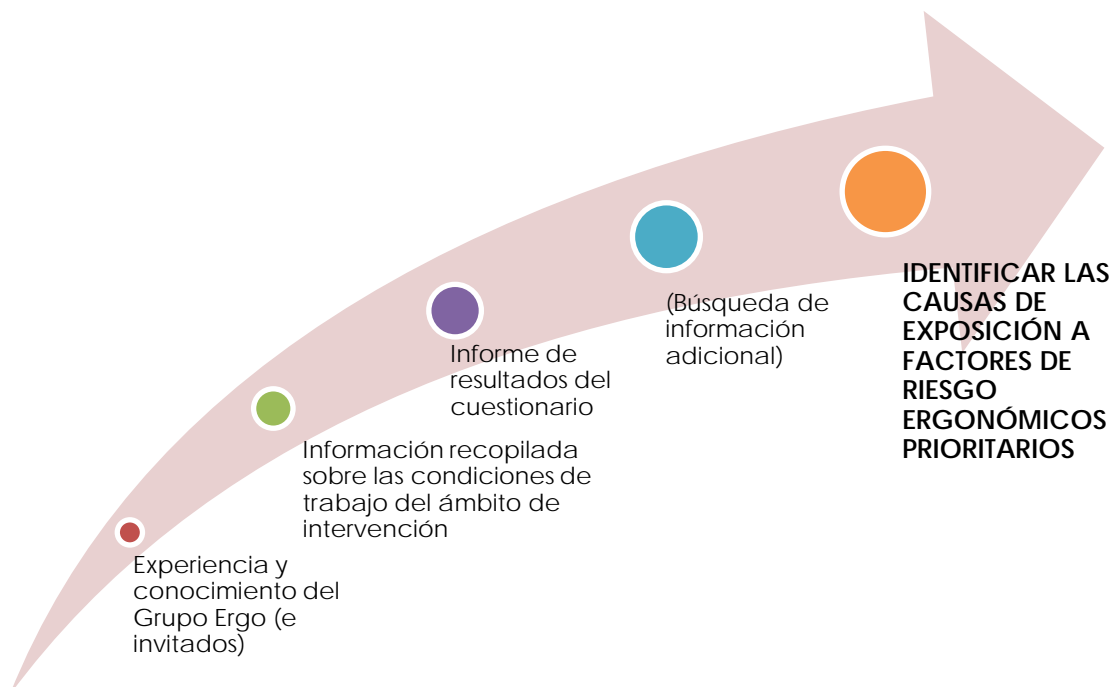 Experiencia y
conocimiento del
Grupo Ergo (e
invitados)
Información recopilada
sobre las condiciones de
trabajo del ámbito de
intervención
Informe de
resultados del
cuestionario
(Búsqueda de
información
adicional)
IDENTIFICAR LAS
CAUSAS DE
EXPOSICIÓN A
FACTORES DE
RIESGO
ERGONÓMICOS
PRIORITARIOS